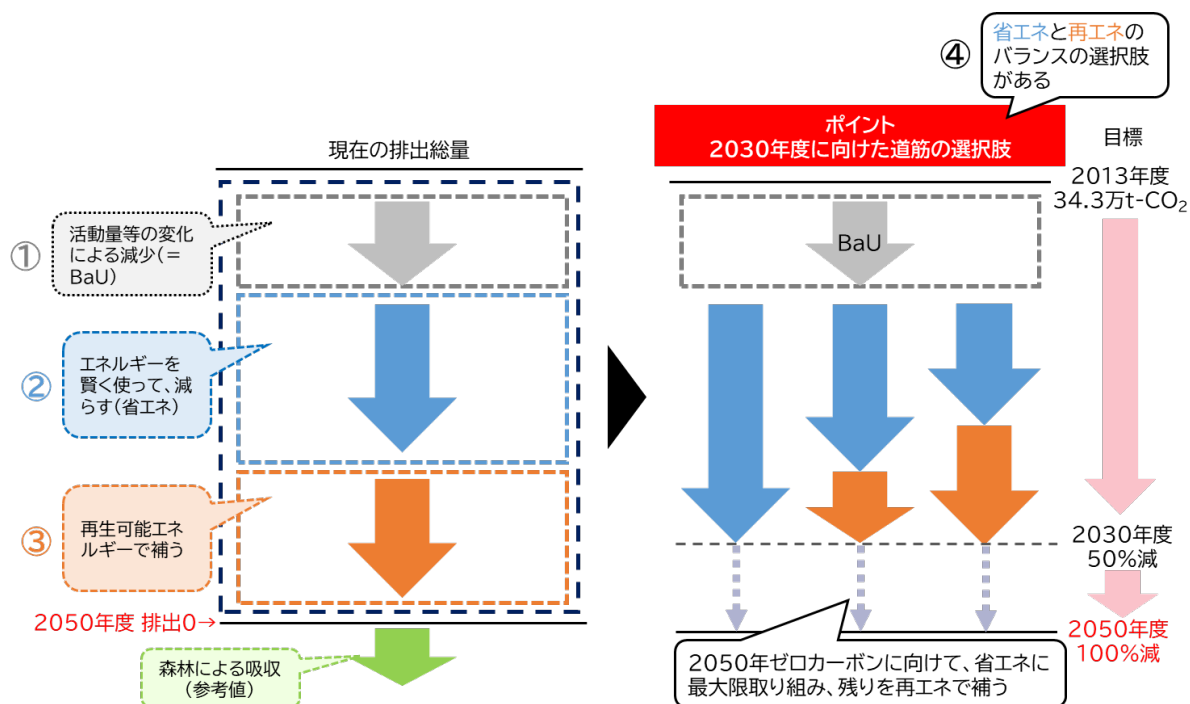 現在の排出総量
①
活動量等の変化
による減少(=
BaU)
②
エネルギーを
賢く使って、減
らす(省エネ)
③
再生可能エネ
ルギーで補う
2050年度 排出0→
森林による吸収
(参考値)
④
省エネと再エネの
バランスの選択肢
がある
ポイント
2030年度に向けた道筋の選択肢
BaU
目標
2013年度
34.3万t-CO₂
2030年度
50%減
2050年度
100%減
2050年ゼロカーボンに向けて、省エネに
最大限取り組み、残りを再エネで補う